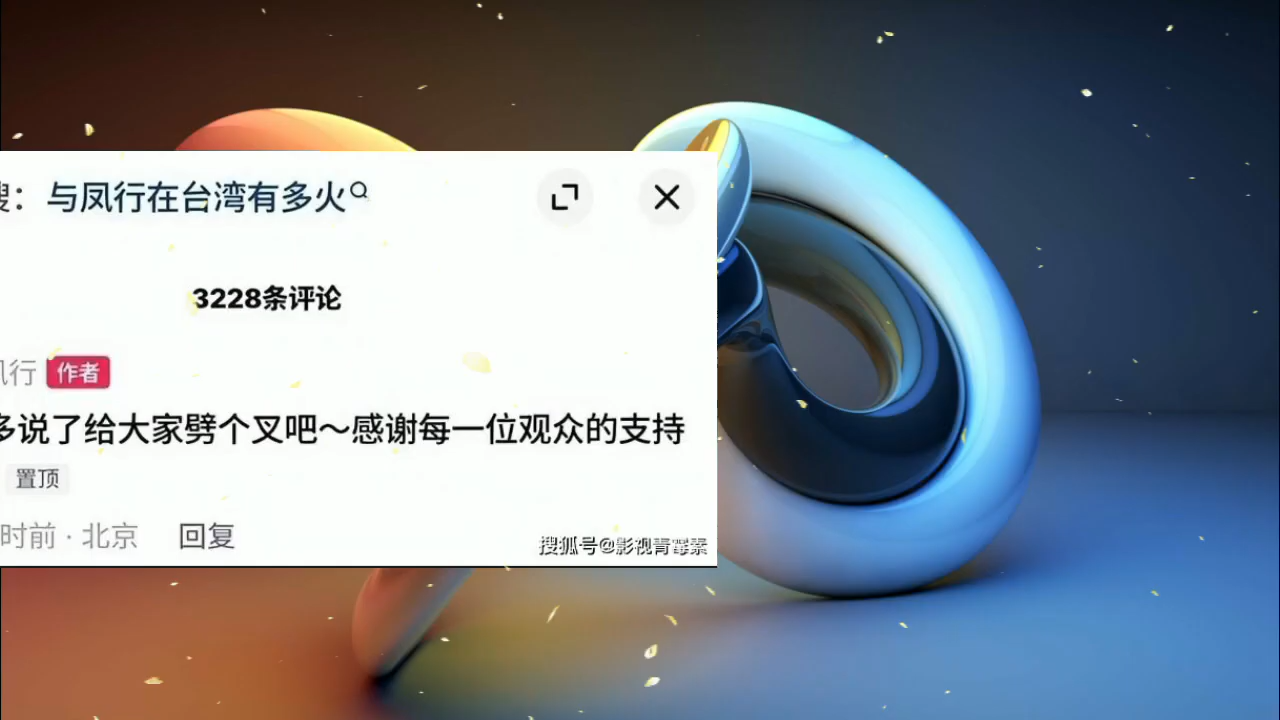 搜：与凤行在台湾有多火
3228条评论
凤行 作者
多说了给大家劈个叉吧～感谢每一位观众的支持
置顶
时前 · 北京 回复
搜狐号@影视青霉素